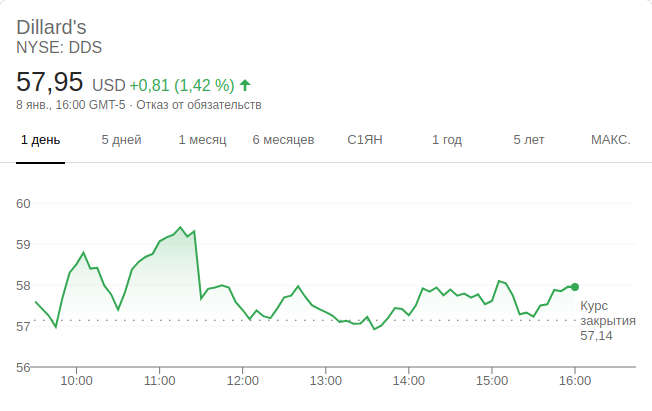 Dillard's
NYSE: DDS
57,95 USD +0,81 (1,42 %)
8 янв., 16:00 GMT-5 · Отказ от обязательств
1 день 5 дней 1 месяц 6 месяцев С1ЯН 1 год 5 лет МАКС.
60
59
58
57
56
Курс
закрытия
57,14
10:00 11:00 12:00 13:00 14:00 15:00 16:00